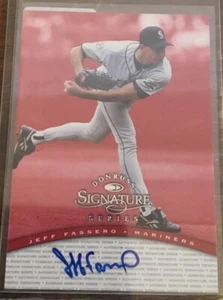 DONRUSS
SIGNATURE
SERIES
JEFF FASSERO - MARINERS